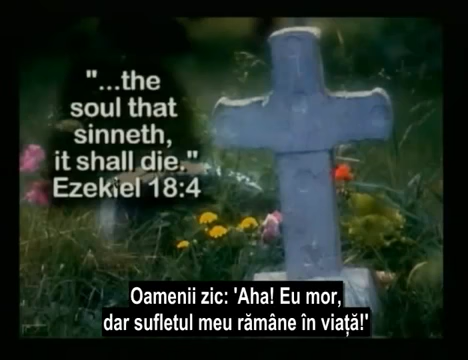 "...the
soul that
sinneth,
it shall die."
Ezekiel 18:4
Oamenii zic: 'Aha! Eu mor,
dar sufletul meu rămâne în viață!'